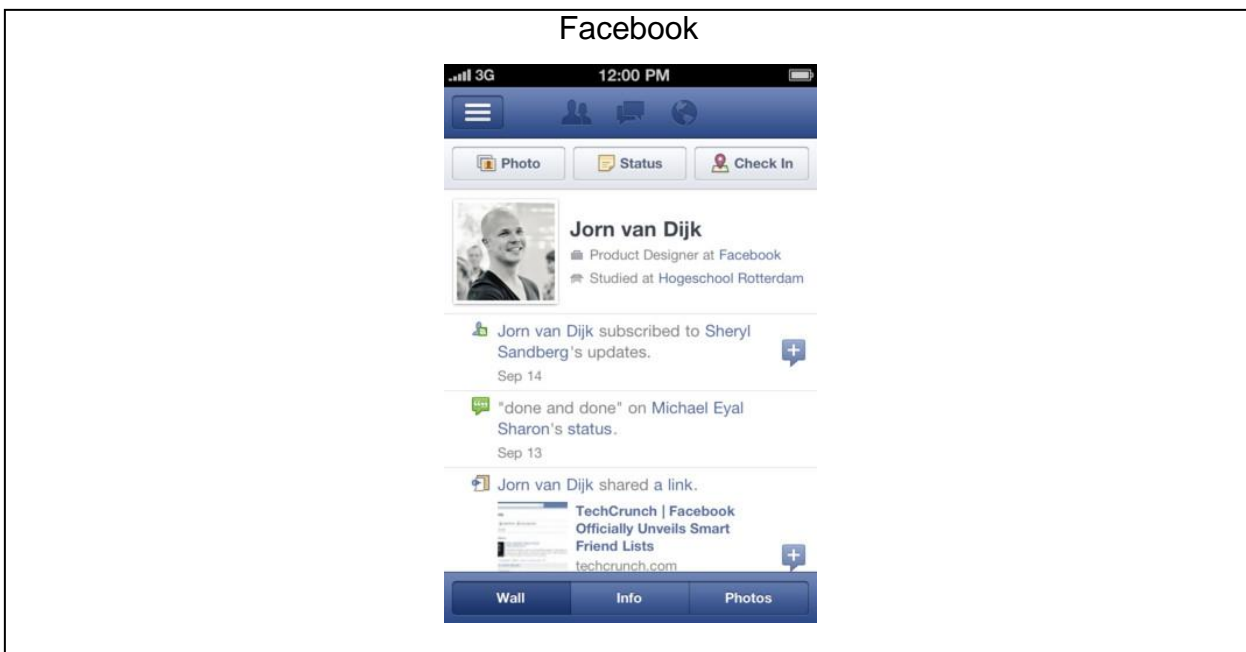 Facebook
3G 12:00 PM
Photo Status Check In
Jorn van Dijk
Product Designer at Facebook
Studied at Hogeschool Rotterdam
Jorn van Dijk subscribed to Sheryl
Sandberg's updates.
Sep 14
"done and done" on Michael Eyal
Sharon's status.
Sep 13
Jorn van Dijk shared a link.
TechCrunch | Facebook
Officially Unveils Smart
Friend Lists
techcrunch.com
Wall Info Photos